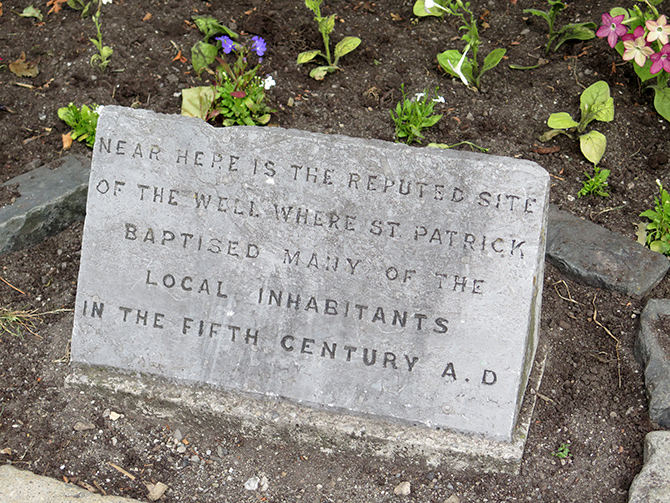 NEAR HERE IS THE REPUTED SITE
OF THE WELL WHERE ST. PATRICK
BAPTISED MANY OF THE
LOCAL INHABITANTS
IN THE FIFTH CENTURY A.D